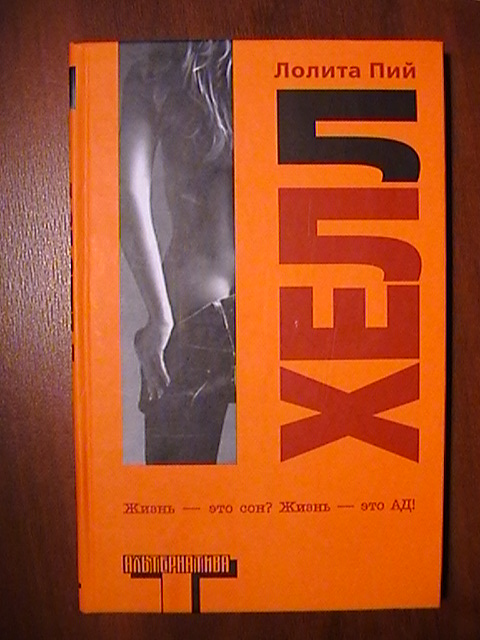 Лолита Пий
ХЕЛЛ
Жизнь — это сон? Жизнь — это АД!
АЛЬТЕРНАТИВА